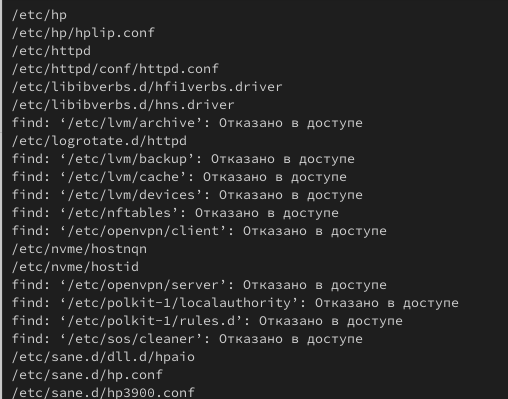 /etc/hp
/etc/hp/hplip.conf
/etc/httpd
/etc/httpd/conf/httpd.conf
/etc/libibverbs.d/hfi1verbs.driver
/etc/libibverbs.d/hns.driver
find: ‘/etc/lvm/archive’: Отказано в доступе
/etc/logrotate.d/httpd
find: ‘/etc/lvm/backup’: Отказано в доступе
find: ‘/etc/lvm/cache’: Отказано в доступе
find: ‘/etc/lvm/devices’: Отказано в доступе
find: ‘/etc/nftables’: Отказано в доступе
find: ‘/etc/openvpn/client’: Отказано в доступе
/etc/nvme/hostnqn
/etc/nvme/hostid
find: ‘/etc/openvpn/server’: Отказано в доступе
find: ‘/etc/polkit-1/localauthority’: Отказано в доступе
find: ‘/etc/polkit-1/rules.d’: Отказано в доступе
find: ‘/etc/sos/cleaner’: Отказано в доступе
/etc/sane.d/dll.d/hpaio
/etc/sane.d/hp.conf
/etc/sane.d/hp3900.conf